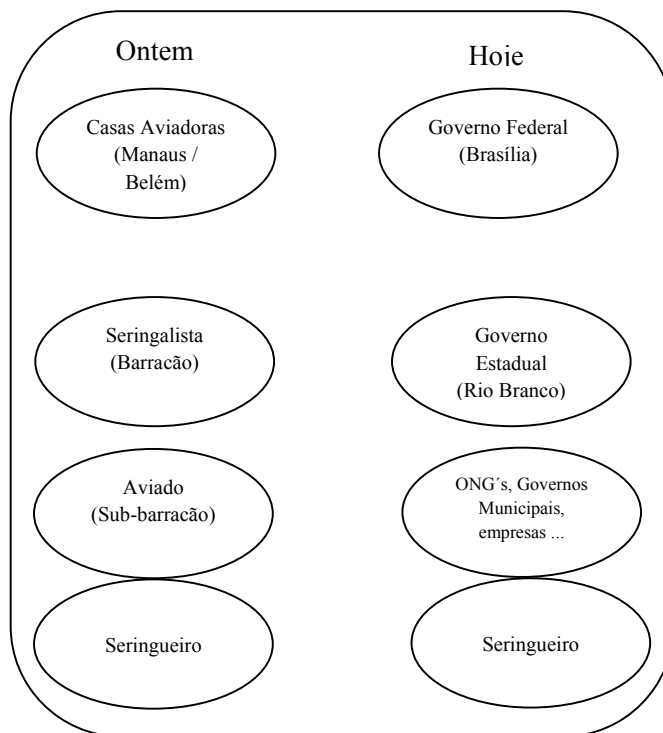 Ontem
Hoje
Casas Aviadoras
(Manaus /
Belém)
Governo Federal
(Brasília)
Seringalista
(Barracão)
Governo
Estadual
(Rio Branco)
Aviado
(Sub-barracão)
ONG´s, Governos
Municipais,
empresas ...
Seringueiro
Seringueiro